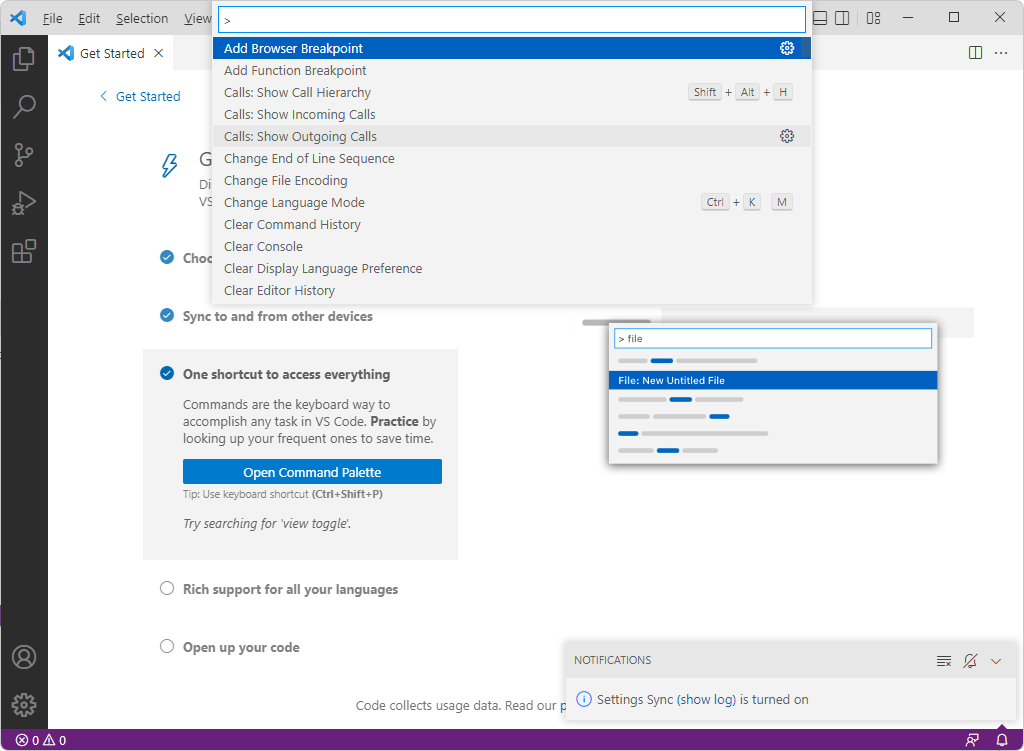 File Edit Selection View
>
Get Started
Add Browser Breakpoint
Add Function Breakpoint
Calls: Show Call Hierarchy Shift + Alt + H
Calls: Show Incoming Calls
Calls: Show Outgoing Calls
Change End of Line Sequence
Change File Encoding
Change Language Mode Ctrl + K M
Clear Command History
Clear Console
Clear Display Language Preference
Clear Editor History
Get Started
G
Di
VS
Choo
Sync to and from other devices
One shortcut to access everything
Commands are the keyboard way to
accomplish any task in VS Code. Practice by
looking up your frequent ones to save time.
Open Command Palette
Tip: Use keyboard shortcut (Ctrl+Shift+P)
Try searching for 'view toggle'.
> file
File: New Untitled File
Rich support for all your languages
Open up your code
Code collects usage data. Read our p
NOTIFICATIONS
Settings Sync (show log) is turned on
0 0